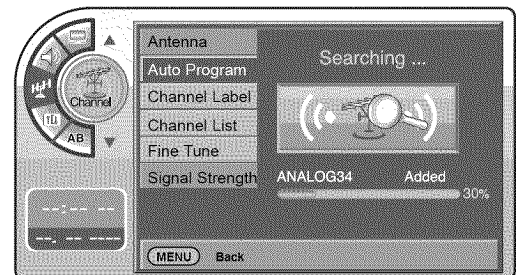 Channel
AB
--:-- --
--. -- ----
Antenna
Auto Program
Channel Label
Channel List
Fine Tune
Signal Strength
Searching ...
ANALOG34 Added
30%
MENU Back